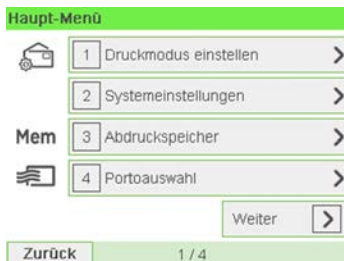 Haupt-Menü
1 Druckmodus einstellen >
2 Systemeinstellungen >
Mem 3 Abdruckspeicher >
4 Portoauswahl >
Weiter >
Zurück 1 / 4